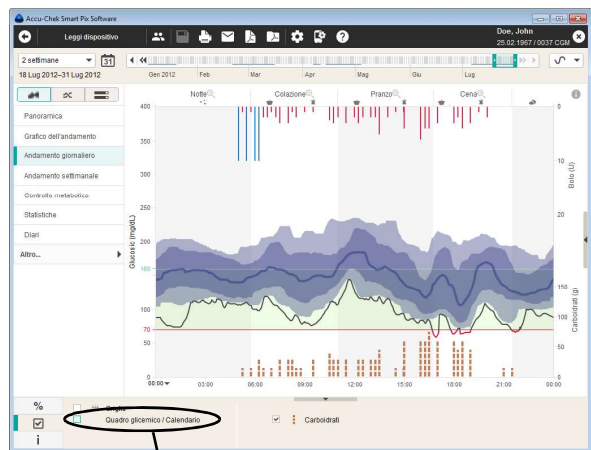 Accu-Chek Smart Pix Software
Leggi dispositivo
Doe, John
25.02.1967 / 0037 CGM
2 settimane
31
18 Lug 2012–31 Lug 2012
Gen 2012 Feb Mar Apr Mag Giu Lug
Panoramica
Grafico dell'andamento
Andamento giornaliero
Andamento settimanale
Controllo metabolico
Statistiche
Diari
Altro...
Notte Colazione Pranzo Cena
Glucosio (mg/dL)
400
350
300
250
200
160
100
70
50
0
0
10
20
Bolo (U)
150
100
50
0
Carboidrati (g)
00:00 03:00 06:00 09:00 12:00 15:00 18:00 21:00 00:00
%
i
Griglie
Quadro glicemico / Calendario
Carboidrati